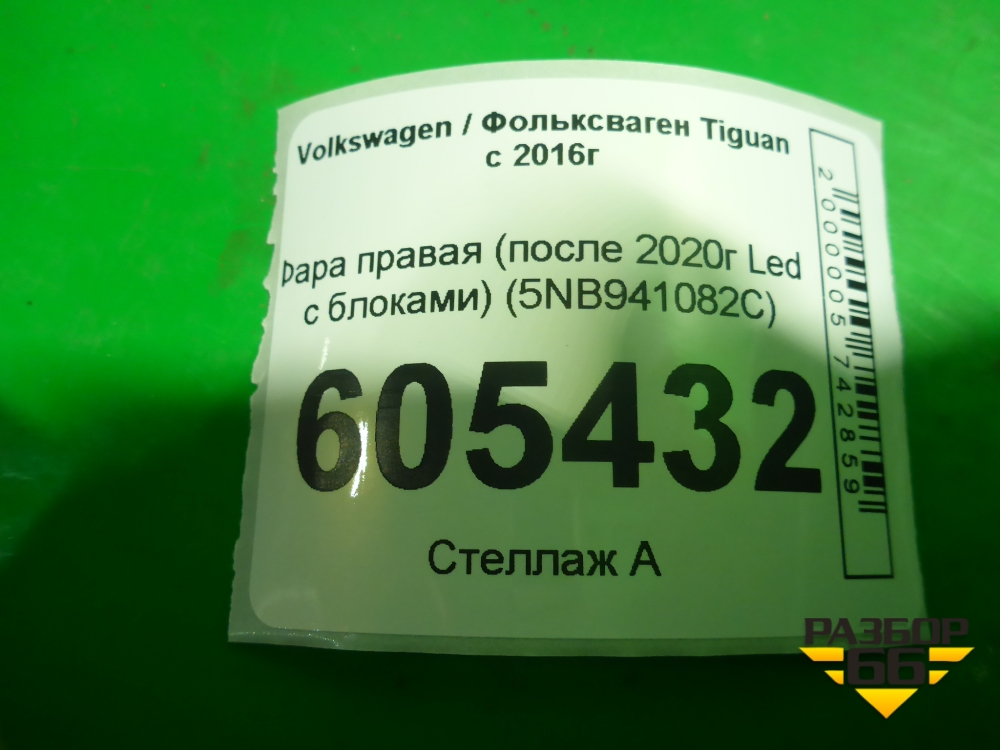 Volkswagen / Фольксваген Tiguan
с 2016г
Фара правая (после 2020г Led
с блоками) (5NB941082C)
605432
Стеллаж А
2000005742859
РАЗБОР
66